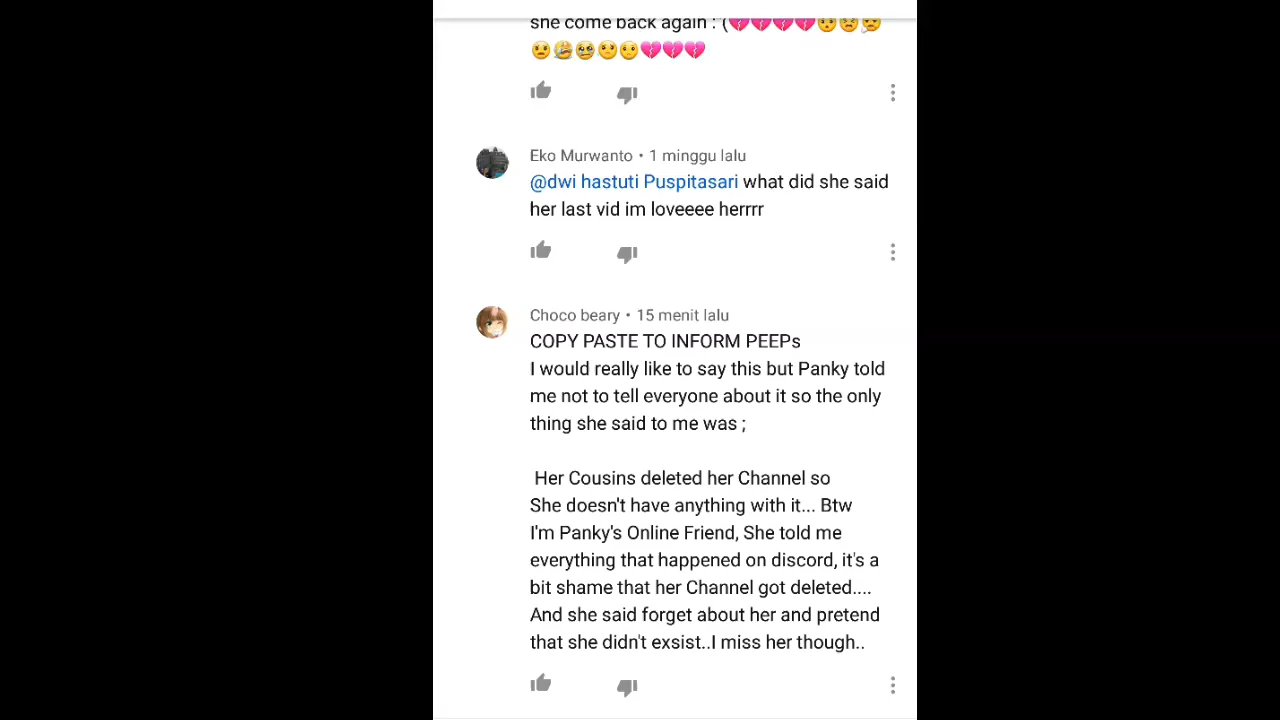 she come back again : (💔💔💔💔😯😣🥺
😦🤧🥹🙁😶💔💔💔
Eko Murwanto • 1 minggu lalu
@dwi hastuti Puspitasari what did she said
her last vid im loveeee herrrr
Choco beary • 15 menit lalu
COPY PASTE TO INFORM PEEPs
I would really like to say this but Panky told
me not to tell everyone about it so the only
thing she said to me was ;
Her Cousins deleted her Channel so
She doesn't have anything with it... Btw
I'm Panky's Online Friend, She told me
everything that happened on discord, it's a
bit shame that her Channel got deleted....
And she said forget about her and pretend
that she didn't exsist..I miss her though..